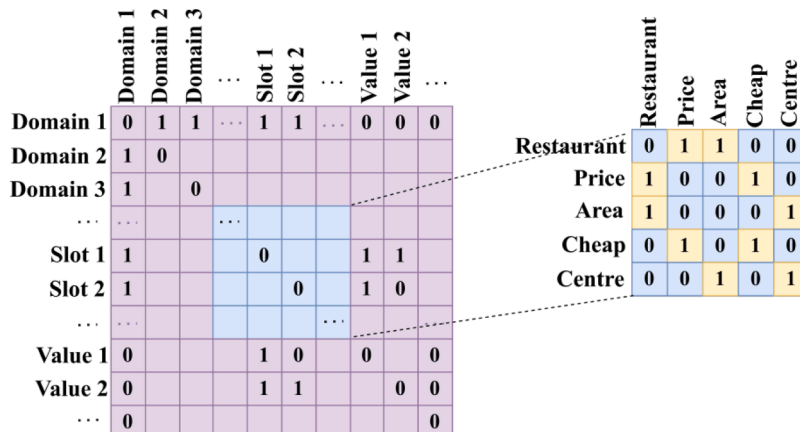 Domain 1 Domain 2 Domain 3 ... Slot 1 Slot 2 ... Value 1 Value 2 ...
Domain 1 0 1 1 ... 1 1 ... 0 0 0
Domain 2 1 0
Domain 3 1 0
... ... ...
Slot 1 1 0 1 1
Slot 2 1 0 1 0
... ... ... ...
Value 1 0 1 0 0 0
Value 2 0 1 1 0 0
... 0 0
Restaurant Price Area Cheap Centre
Restaurant 0 1 1 0 0
Price 1 0 0 1 0
Area 1 0 0 0 1
Cheap 0 1 0 1 0
Centre 0 0 1 0 1